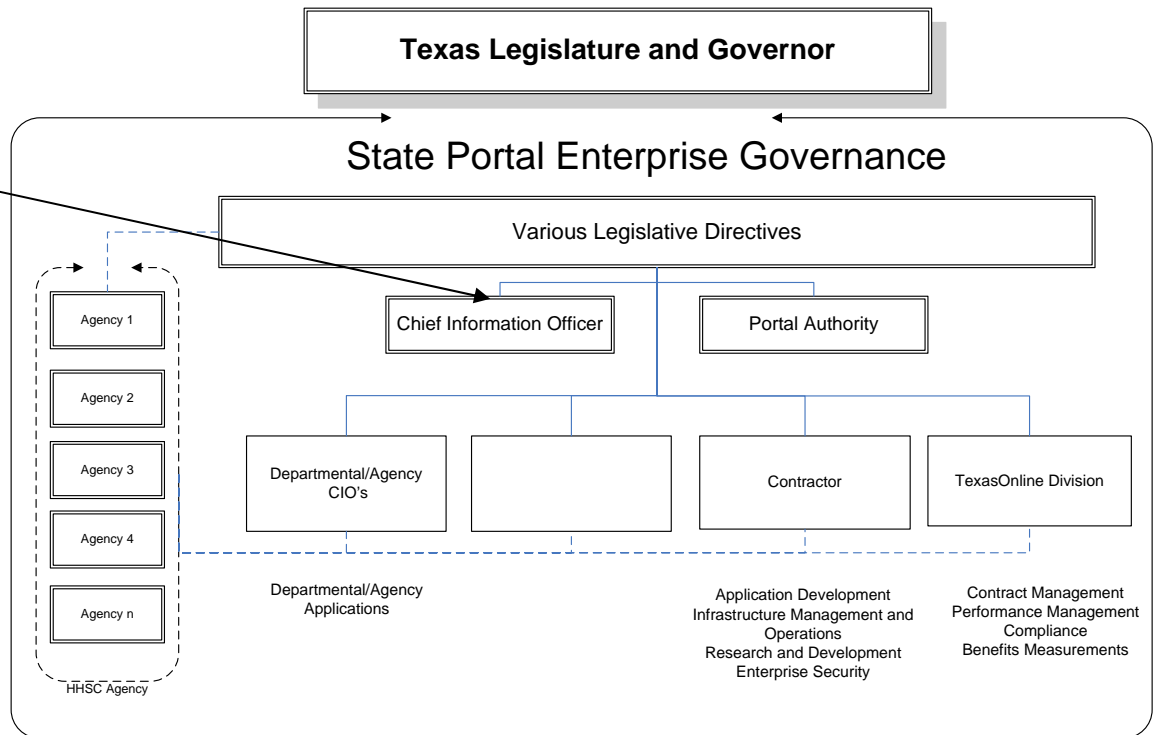 Texas Legislature and Governor
State Portal Enterprise Governance
Various Legislative Directives
Chief Information Officer
Portal Authority
Agency 1
Agency 2
Agency 3
Agency 4
Agency n
HHSC Agency
Departmental/Agency
CIO’s
Contractor
TexasOnline Division
Departmental/Agency
Applications
Application Development
Infrastructure Management and
Operations
Research and Development
Enterprise Security
Contract Management
Performance Management
Compliance
Benefits Measurements